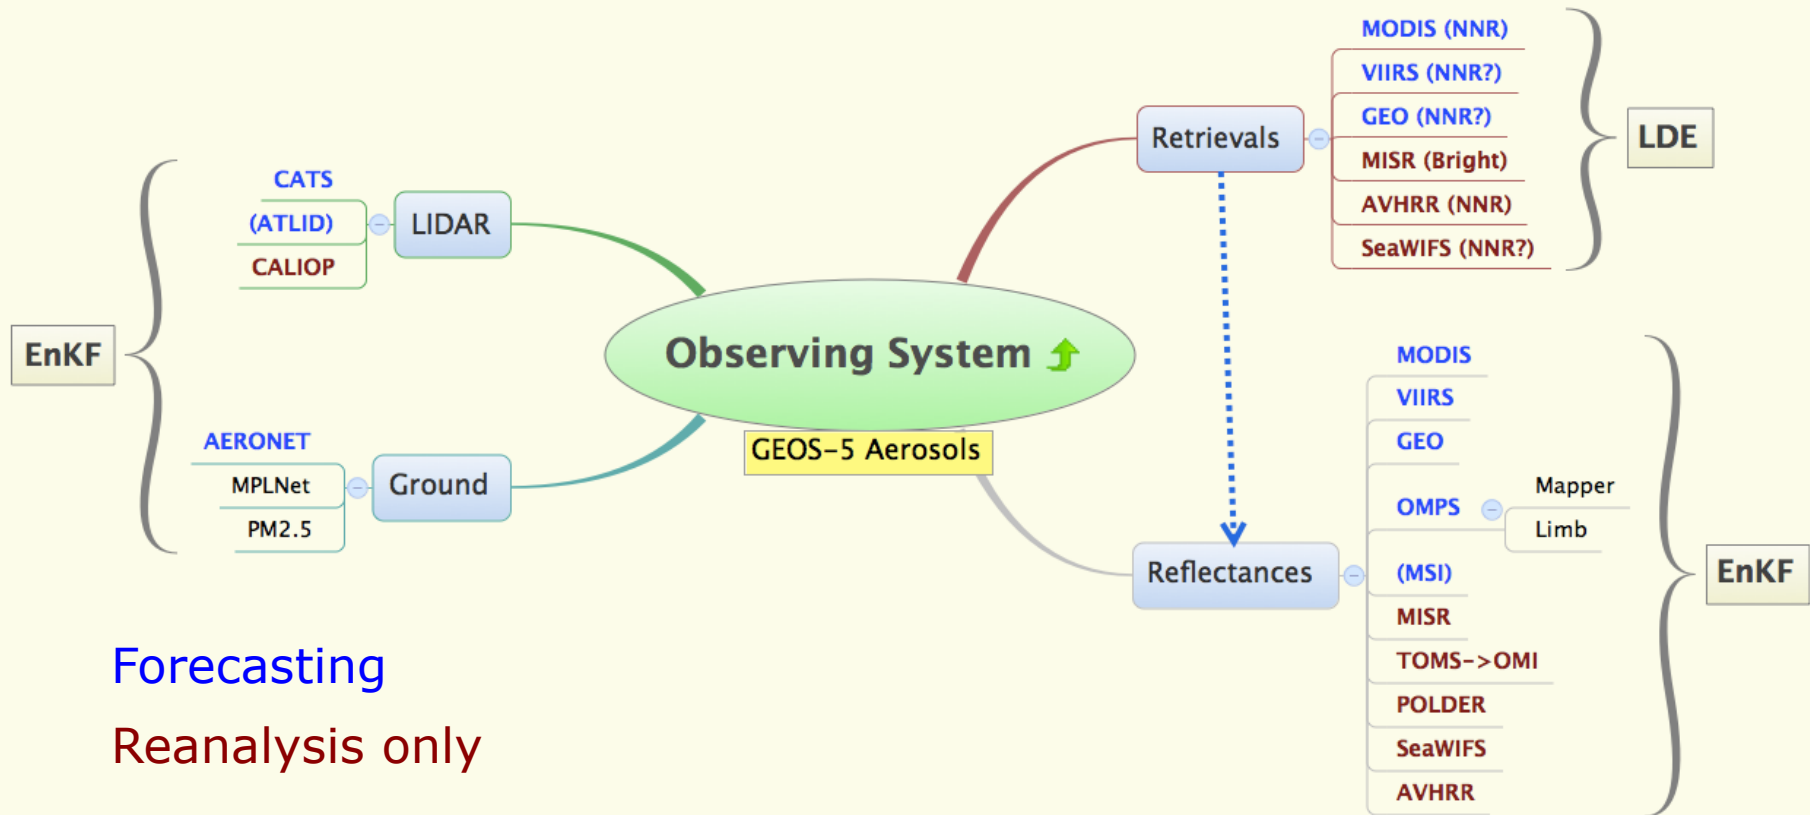 MODIS (NNR)
VIIRS (NNR?)
GEO (NNR?)
MISR (Bright)
AVHRR (NNR)
SeaWIFS (NNR?)
Retrievals
LDE
CATS
(ATLID)
CALIOP
LIDAR
EnKF
Observing System
GEOS-5 Aerosols
AERONET
MPLNet
PM2.5
Ground
Reflectances
MODIS
VIIRS
GEO
OMPS
Mapper
Limb
(MSI)
MISR
TOMS->OMI
POLDER
SeaWIFS
AVHRR
EnKF
Forecasting
Reanalysis only